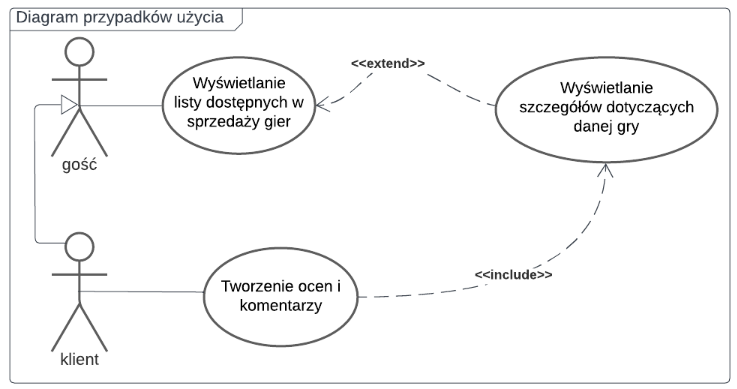 Diagram przypadków użycia
<<extend>>
Wyświetlanie
listy dostępnych w
sprzedaży gier
Wyświetlanie
szczegółów dotyczących
danej gry
gość
<<include>>
Tworzenie ocen i
komentarzy
klient